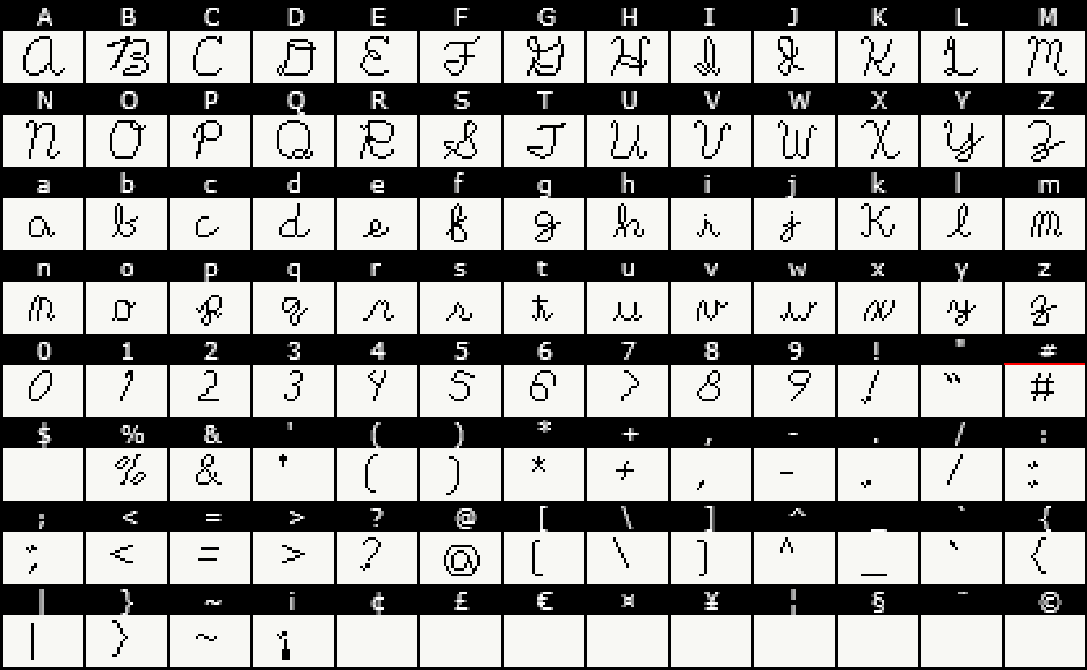 A B C D E F G H I J K L M
A B C D E F G H I J K L M
N O P Q R S T U V W X Y Z
N O P Q R S T U V W X Y Z
a b c d e f g h i j k l m
a b c d e f g h i j k l m
n o p q r s t u v w x y z
n o p q r s t u v w x y z
0 1 2 3 4 5 6 7 8 9 ! " #
0 1 2 3 4 5 6 7 8 9 ! " #
$ % & ' ( ) * + , - . / :
% & ' ( ) * + , - . / :
; < = > ? @ [ \ ] ^ _ ` {
; < = > ? @ [ \ ] ^ _ ` {
| } ~ ¡ ¢ £ € ¤ ¥ ¦ § ¯ ©
| } ~ ¡